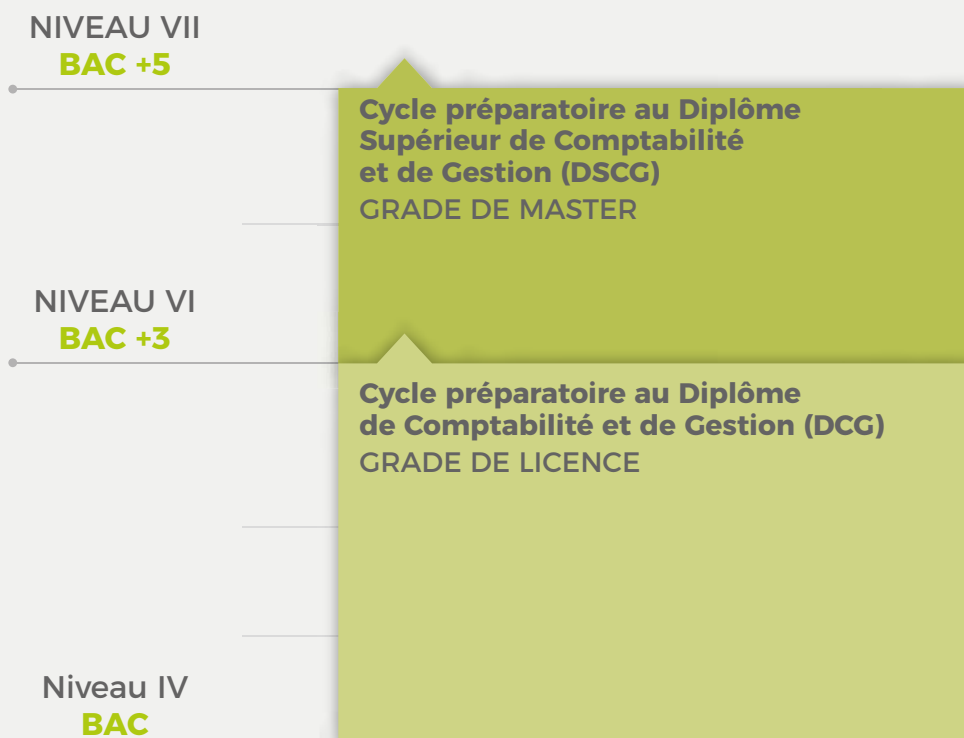 NIVEAU VII
BAC +5
Cycle préparatoire au Diplôme
Supérieur de Comptabilité
et de Gestion (DSCG)
GRADE DE MASTER
NIVEAU VI
BAC +3
Cycle préparatoire au Diplôme
de Comptabilité et de Gestion (DCG)
GRADE DE LICENCE
Niveau IV
BAC